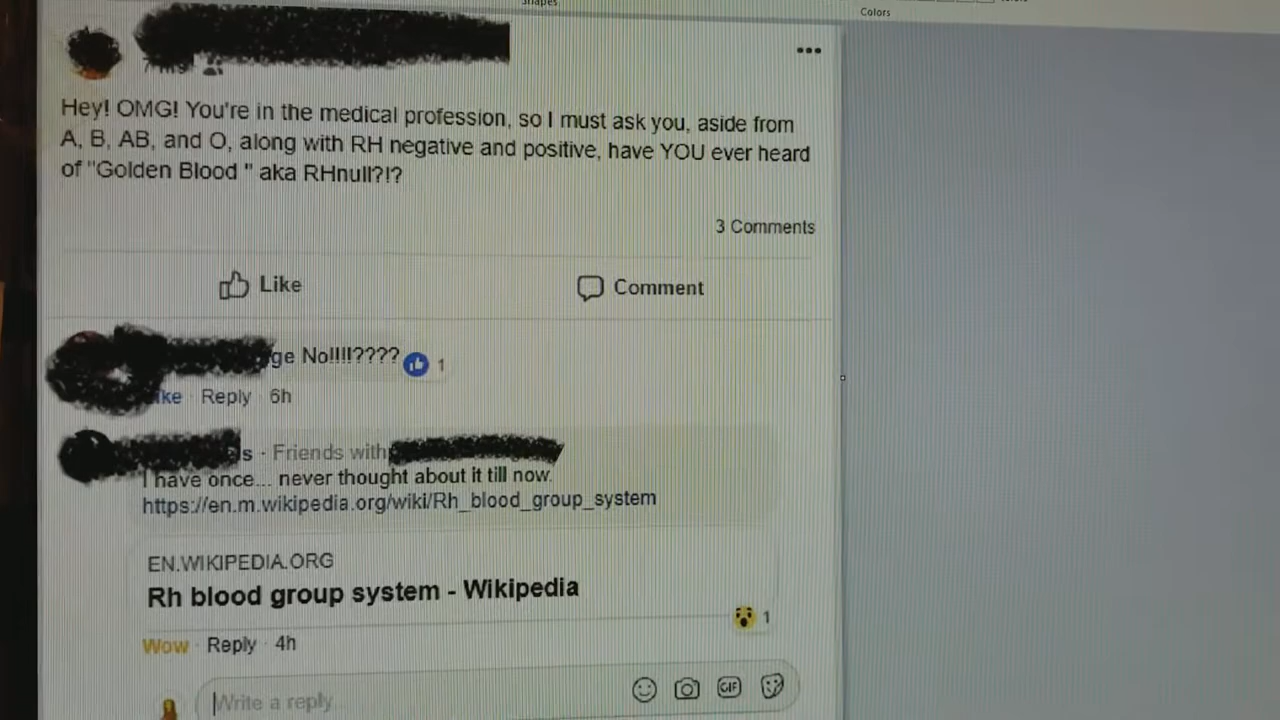 Colors
Hey! OMG! You're in the medical profession, so I must ask you, aside from
A, B, AB, and O, along with RH negative and positive, have YOU ever heard
of "Golden Blood " aka RHnull?!?
3 Comments
Like Comment
ge No!!!!???? 1
Reply · 6h
s · Friends with
I have once... never thought about it till now.
https://en.m.wikipedia.org/wiki/Rh_blood_group_system
EN.WIKIPEDIA.ORG
Rh blood group system - Wikipedia
1
Wow · Reply · 4h
Write a reply...
GIF